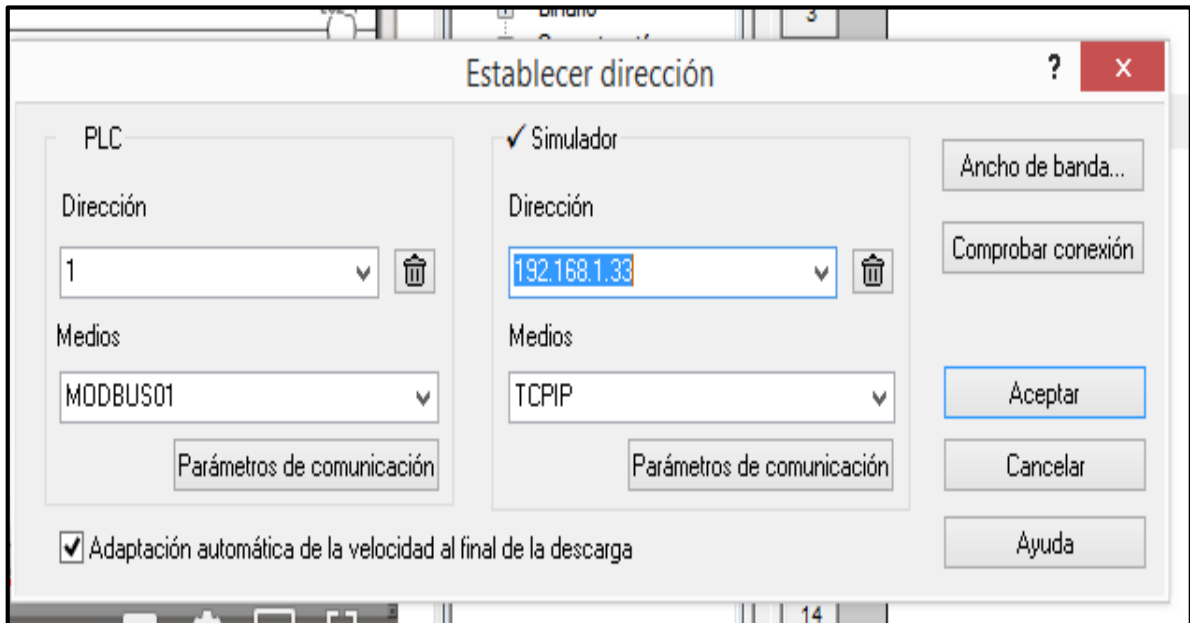 3
Establecer dirección
?
X
PLC
Dirección
1
Medios
MODBUS01
Parámetros de comunicación
✓ Simulador
Dirección
192.168.1.33
Medios
TCPIP
Parámetros de comunicación
Ancho de banda...
Comprobar conexión
Aceptar
Cancelar
Ayuda
Adaptación automática de la velocidad al final de la descarga
14